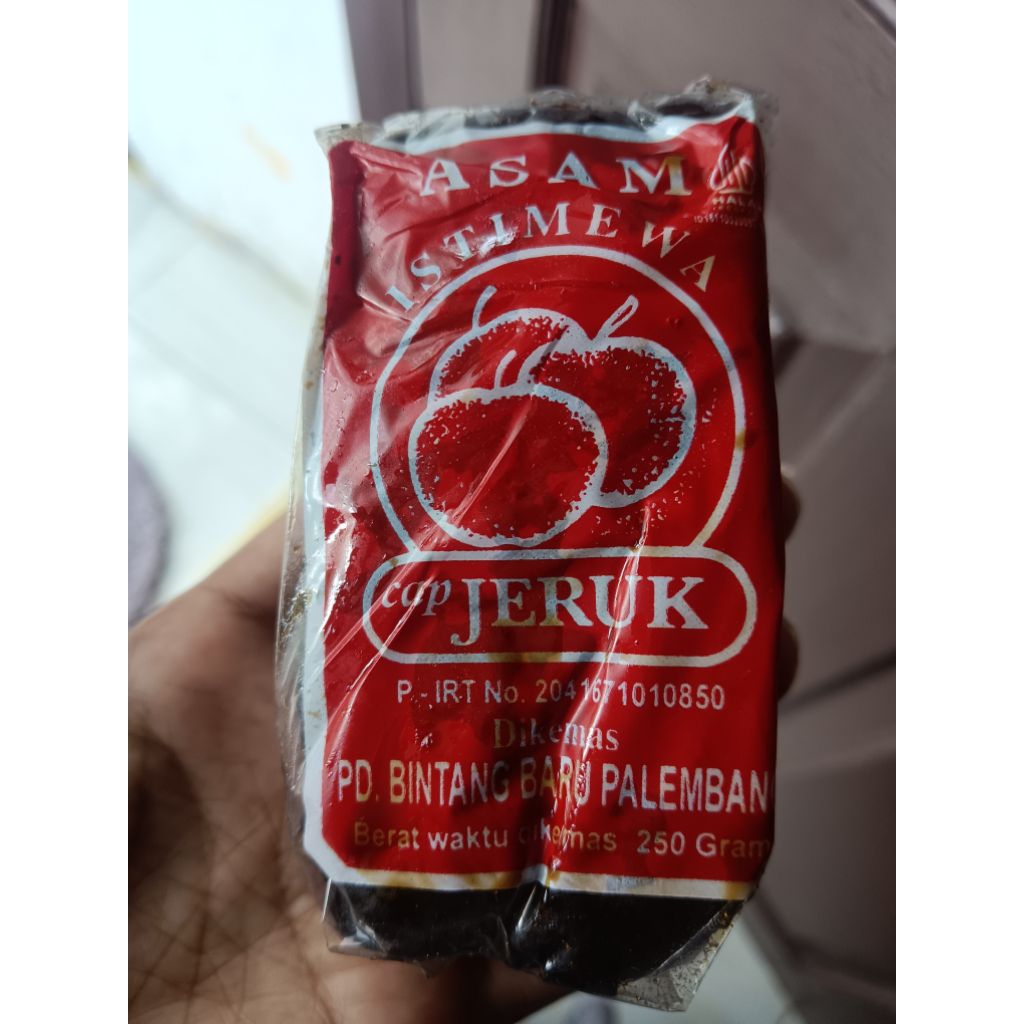 ASAM
ISTIMEWA
cap JERUK
P - IRT No. 2041671010850
Dikemas
PD. BINTANG BARU PALEMBAN
Berat waktu dikemas 250 Gram